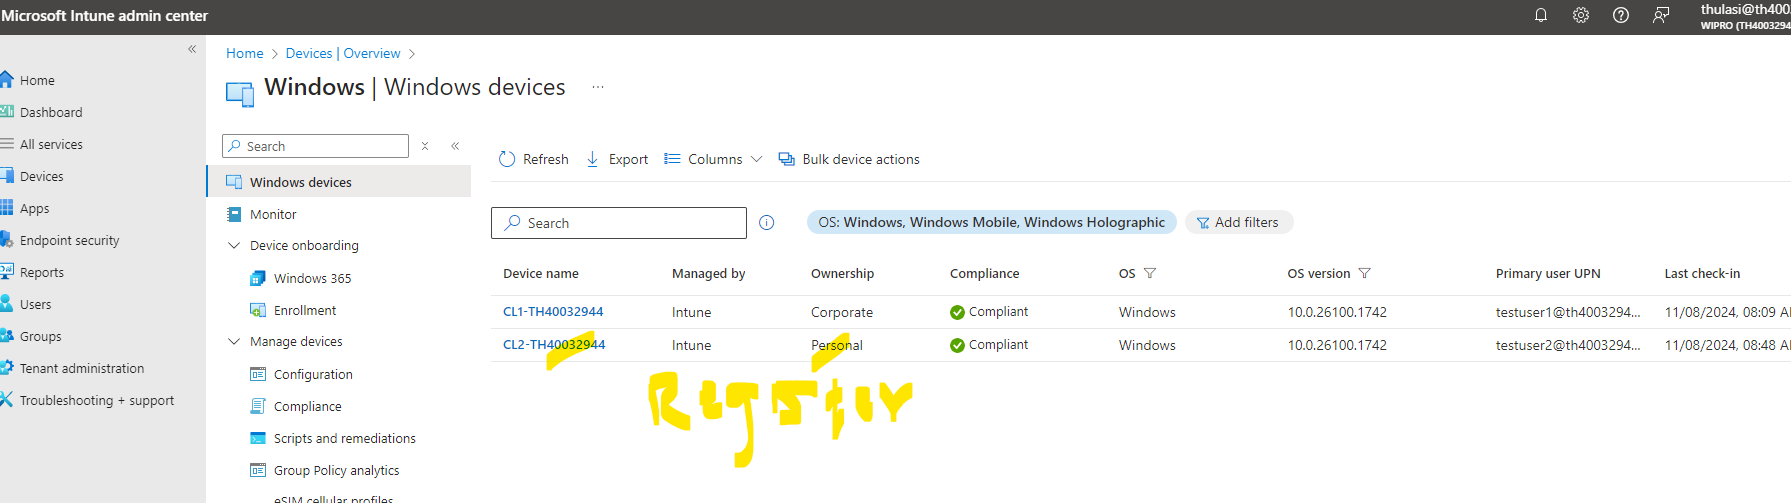 Microsoft Intune admin center
thulasi@th400
WIPRO (TH4003294
«
Home
Dashboard
All services
Devices
Apps
Endpoint security
Reports
Users
Groups
Tenant administration
Troubleshooting + support
Home > Devices | Overview >
Windows | Windows devices ...
Search
«
Windows devices
Monitor
Device onboarding
Windows 365
Enrollment
Manage devices
Configuration
Compliance
Scripts and remediations
Group Policy analytics
eSIM cellular profiles
Refresh Export Columns Bulk device actions
Search
OS: Windows, Windows Mobile, Windows Holographic
Add filters
Device name Managed by Ownership Compliance OS OS version Primary user UPN Last check-in
CL1-TH40032944 Intune Corporate Compliant Windows 10.0.26100.1742 testuser1@th4003294... 11/08/2024, 08:09 A
CL2-TH40032944 Intune Personal Compliant Windows 10.0.26100.1742 testuser2@th4003294... 11/08/2024, 08:48 A
Register